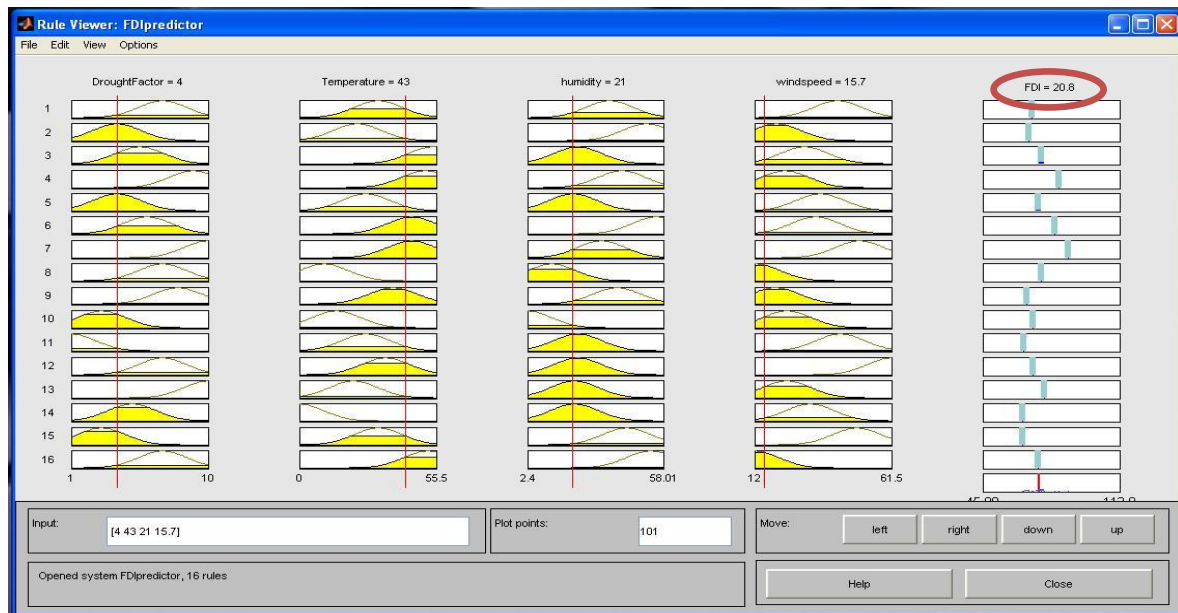 Rule Viewer: FDIpredictor
File Edit View Options
DroughtFactor = 4 Temperature = 43 humidity = 21 windspeed = 15.7 FDI = 20.8
1
2
3
4
5
6
7
8
9
10
11
12
13
14
15
16
1 10 0 55.5 2.4 58.01 12 61.5
Input: [4 43 21 15.7] Plot points: 101 Move: left right down up
Opened system FDIpredictor, 16 rules
Help Close